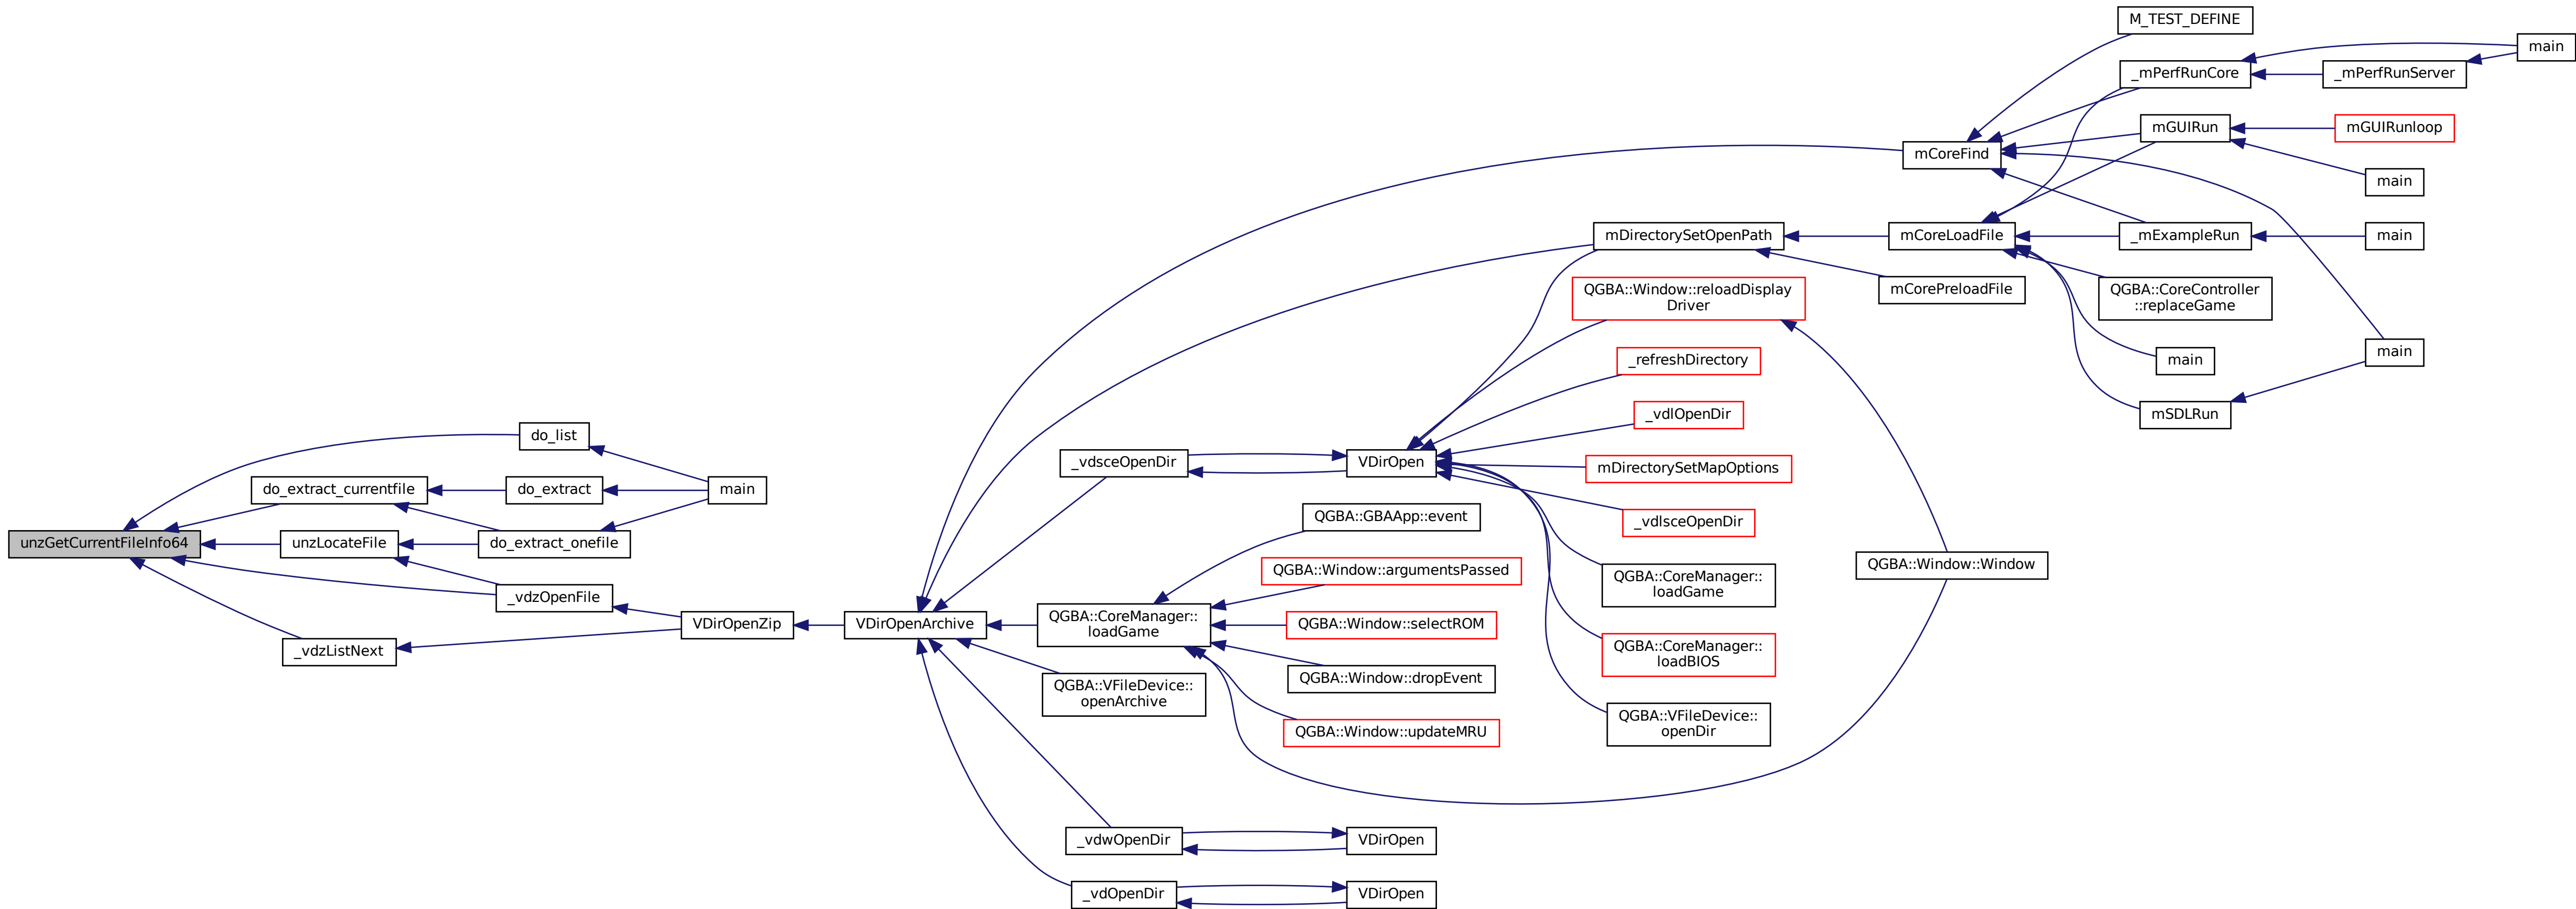 M_TEST_DEFINE
main
_mPerfRunCore
_mPerfRunServer
mGUIRun
mGUIRunloop
mCoreFind
main
mDirectorySetOpenPath
mCoreLoadFile
_mExampleRun
main
QGBA::Window::reloadDisplay
Driver
mCorePreloadFile
QGBA::CoreController
::replaceGame
_refreshDirectory
main
main
_vdlOpenDir
mSDLRun
do_list
_vdsceOpenDir
VDirOpen
mDirectorySetMapOptions
do_extract_currentfile
do_extract
main
QGBA::GBAApp::event
_vdlsceOpenDir
unzGetCurrentFileInfo64
unzLocateFile
do_extract_onefile
QGBA::Window::argumentsPassed
QGBA::CoreManager::
loadGame
QGBA::Window::Window
_vdzOpenFile
VDirOpenZip
VDirOpenArchive
QGBA::CoreManager::
loadGame
QGBA::Window::selectROM
_vdzListNext
QGBA::CoreManager::
loadBIOS
QGBA::VFileDevice::
openArchive
QGBA::Window::dropEvent
QGBA::Window::updateMRU
QGBA::VFileDevice::
openDir
_vdwOpenDir
VDirOpen
_vdOpenDir
VDirOpen